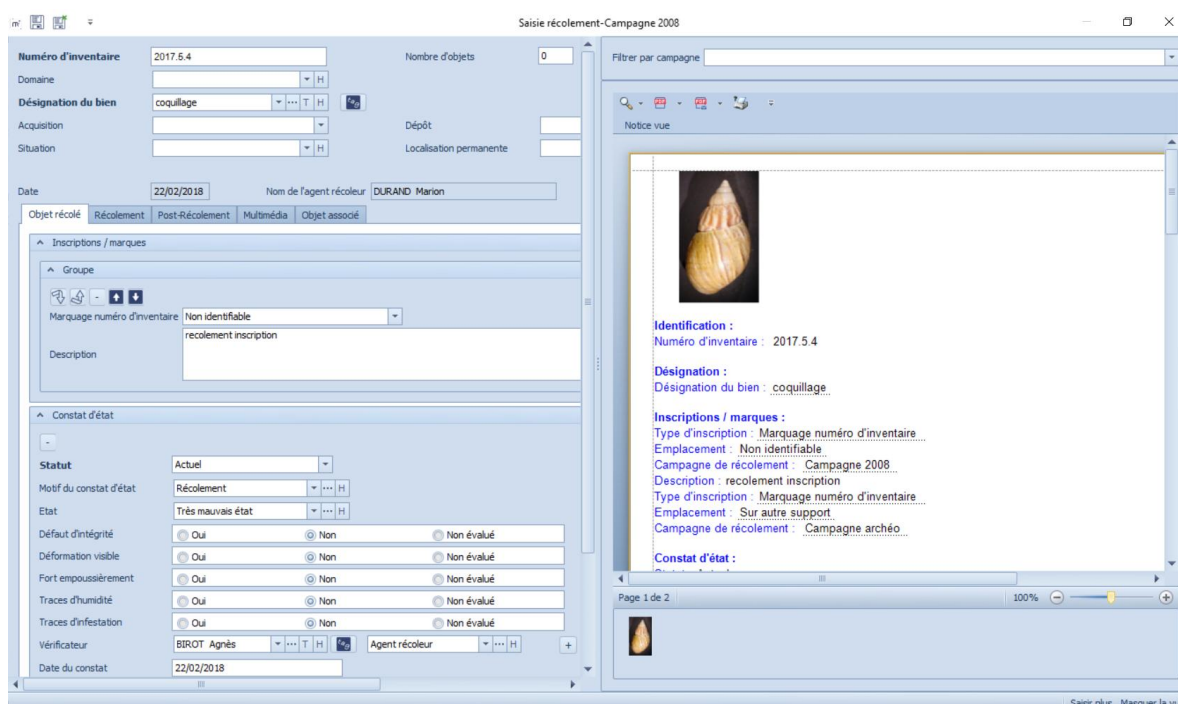 Saisie récolement-Campagne 2008
Numéro d'inventaire 2017.5.4 Nombre d'objets 0
Domaine H
Désignation du bien coquillage ... T H
Acquisition Dépôt
Situation H Localisation permanente
Date 22/02/2018 Nom de l'agent récoleur DURAND Marion
Objet récolé Récolement Post-Récolement Multimédia Objet associé
Inscriptions / marques
Groupe
Marquage numéro d'inventaire Non identifiable
Description recolement inscription
Constat d'état
Statut Actuel
Motif du constat d'état Récolement ... H
Etat Très mauvais état ... H
Défaut d'intégrité Oui Non Non évalué
Déformation visible Oui Non Non évalué
Fort empoussièrement Oui Non Non évalué
Traces d'humidité Oui Non Non évalué
Traces d'infestation Oui Non Non évalué
Vérificateur BIROT Agnès ... T H Agent récoleur ... H +
Date du constat 22/02/2018
Filtrer par campagne
Notice vue
Identification :
Numéro d'inventaire : 2017.5.4
Désignation :
Désignation du bien : coquillage
Inscriptions / marques :
Type d'inscription : Marquage numéro d'inventaire
Emplacement : Non identifiable
Campagne de récolement : Campagne 2008
Description : recolement inscription
Type d'inscription : Marquage numéro d'inventaire
Emplacement : Sur autre support
Campagne de récolement : Campagne archéo
Constat d'état :
Page 1 de 2 100%
Saisir plus Masquer la vu